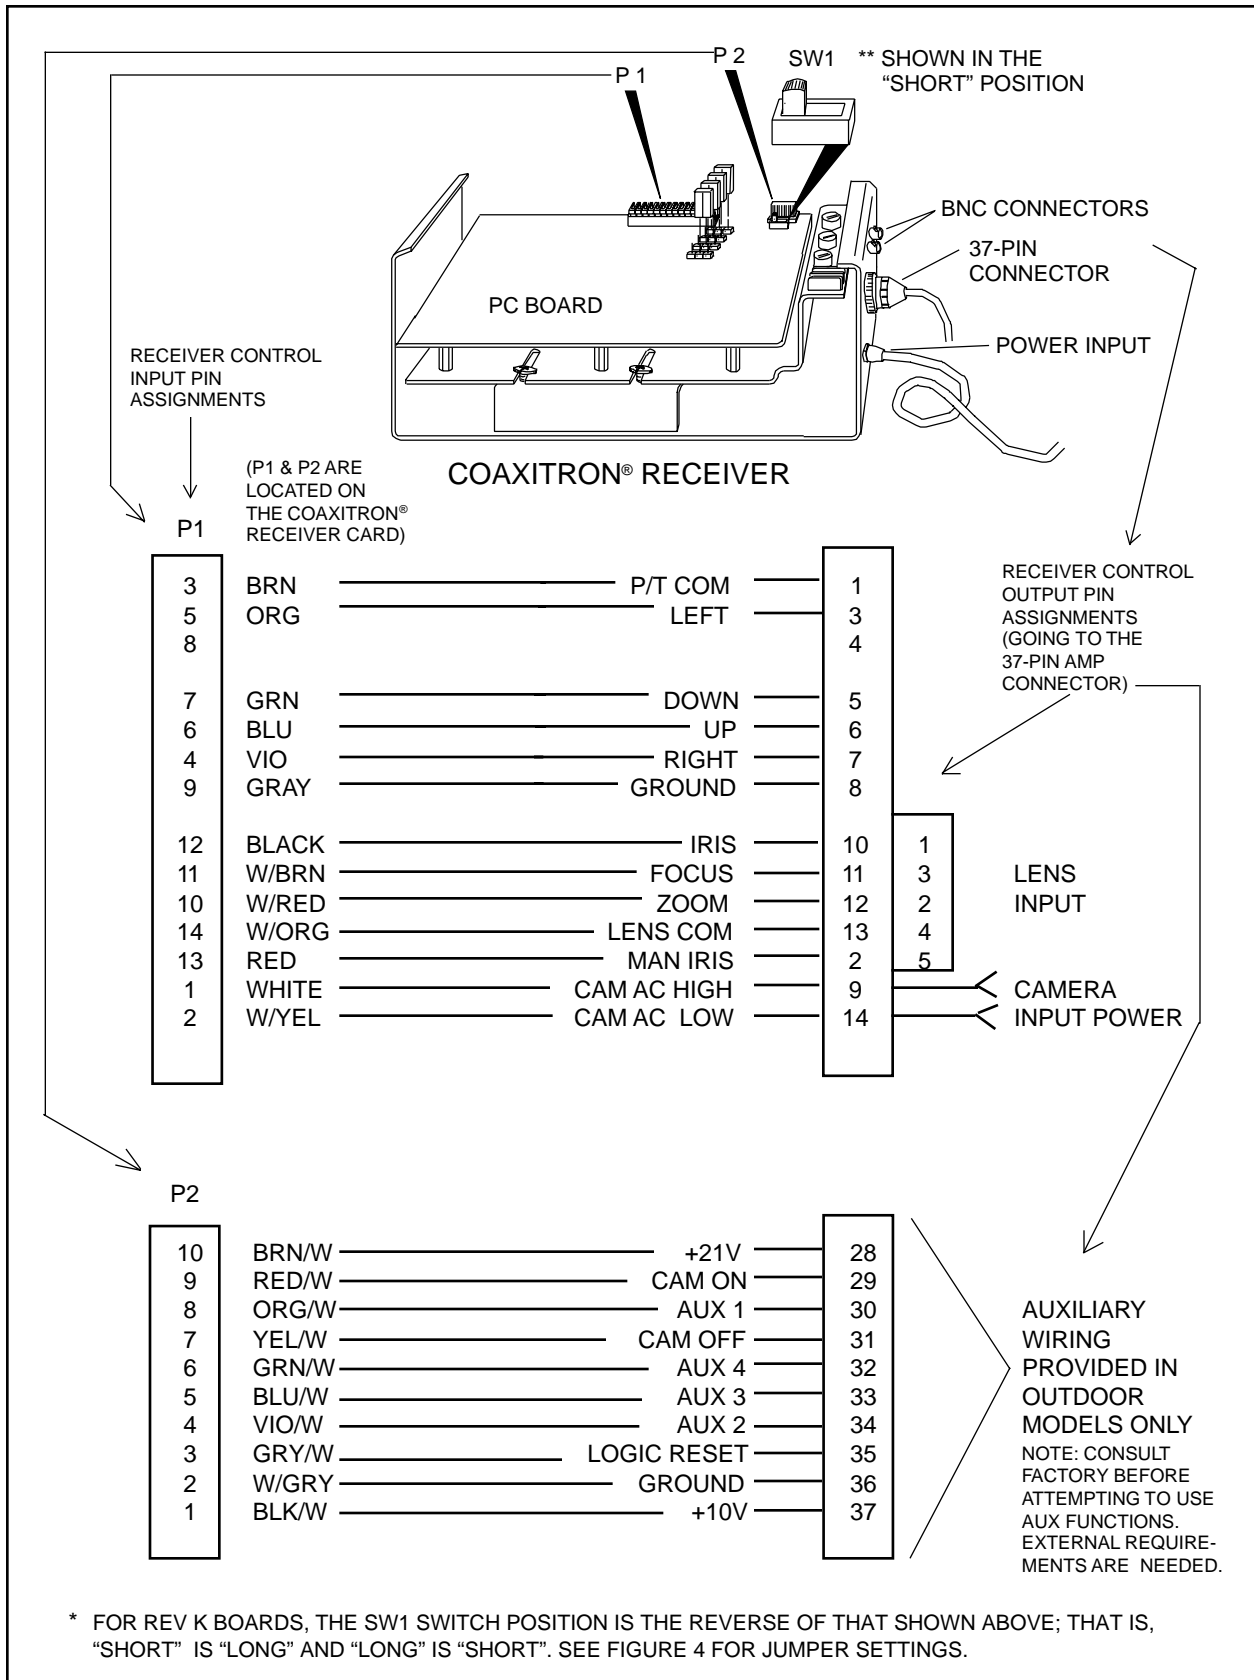 P 1
P 2
SW1
** SHOWN IN THE
“SHORT” POSITION
BNC CONNECTORS
37-PIN
CONNECTOR
PC BOARD
POWER INPUT
RECEIVER CONTROL
INPUT PIN
ASSIGNMENTS
COAXITRON® RECEIVER
(P1 & P2 ARE
LOCATED ON
THE COAXITRON®
RECEIVER CARD)
P1
3 BRN P/T COM 1
5 ORG LEFT 3
8 4
7 GRN DOWN 5
6 BLU UP 6
4 VIO RIGHT 7
9 GRAY GROUND 8
12 BLACK IRIS 10 1
11 W/BRN FOCUS 11 3
10 W/RED ZOOM 12 2
14 W/ORG LENS COM 13 4
13 RED MAN IRIS 2 5
1 WHITE CAM AC HIGH 9
2 W/YEL CAM AC LOW 14
RECEIVER CONTROL
OUTPUT PIN
ASSIGNMENTS
(GOING TO THE
37-PIN AMP
CONNECTOR)
LENS
INPUT
CAMERA
INPUT POWER
P2
10 BRN/W +21V 28
9 RED/W CAM ON 29
8 ORG/W AUX 1 30
7 YEL/W CAM OFF 31
6 GRN/W AUX 4 32
5 BLU/W AUX 3 33
4 VIO/W AUX 2 34
3 GRY/W LOGIC RESET 35
2 W/GRY GROUND 36
1 BLK/W +10V 37
AUXILIARY
WIRING
PROVIDED IN
OUTDOOR
MODELS ONLY
NOTE: CONSULT
FACTORY BEFORE
ATTEMPTING TO USE
AUX FUNCTIONS.
EXTERNAL REQUIRE-
MENTS ARE NEEDED.
* FOR REV K BOARDS, THE SW1 SWITCH POSITION IS THE REVERSE OF THAT SHOWN ABOVE; THAT IS,
“SHORT” IS “LONG” AND “LONG” IS “SHORT”. SEE FIGURE 4 FOR JUMPER SETTINGS.